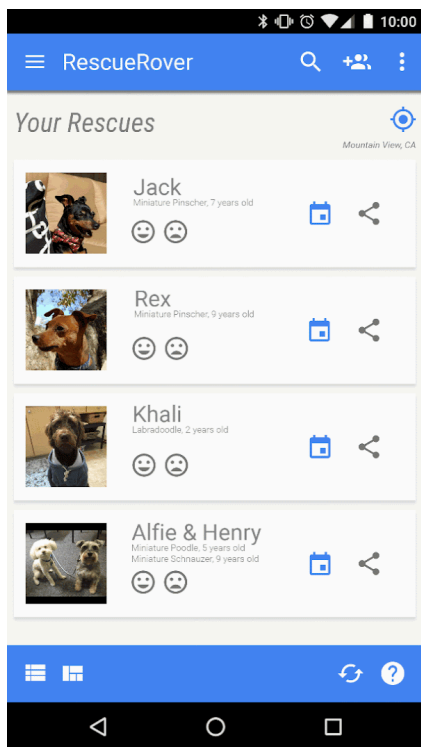 10:00
RescueRover
Your Rescues
Mountain View, CA
Jack
Miniature Pinscher, 7 years old
Rex
Miniature Pinscher, 9 years old
Khali
Labradoodle, 2 years old
Alfie & Henry
Miniature Poodle, 5 years old
Miniature Schnauzer, 9 years old